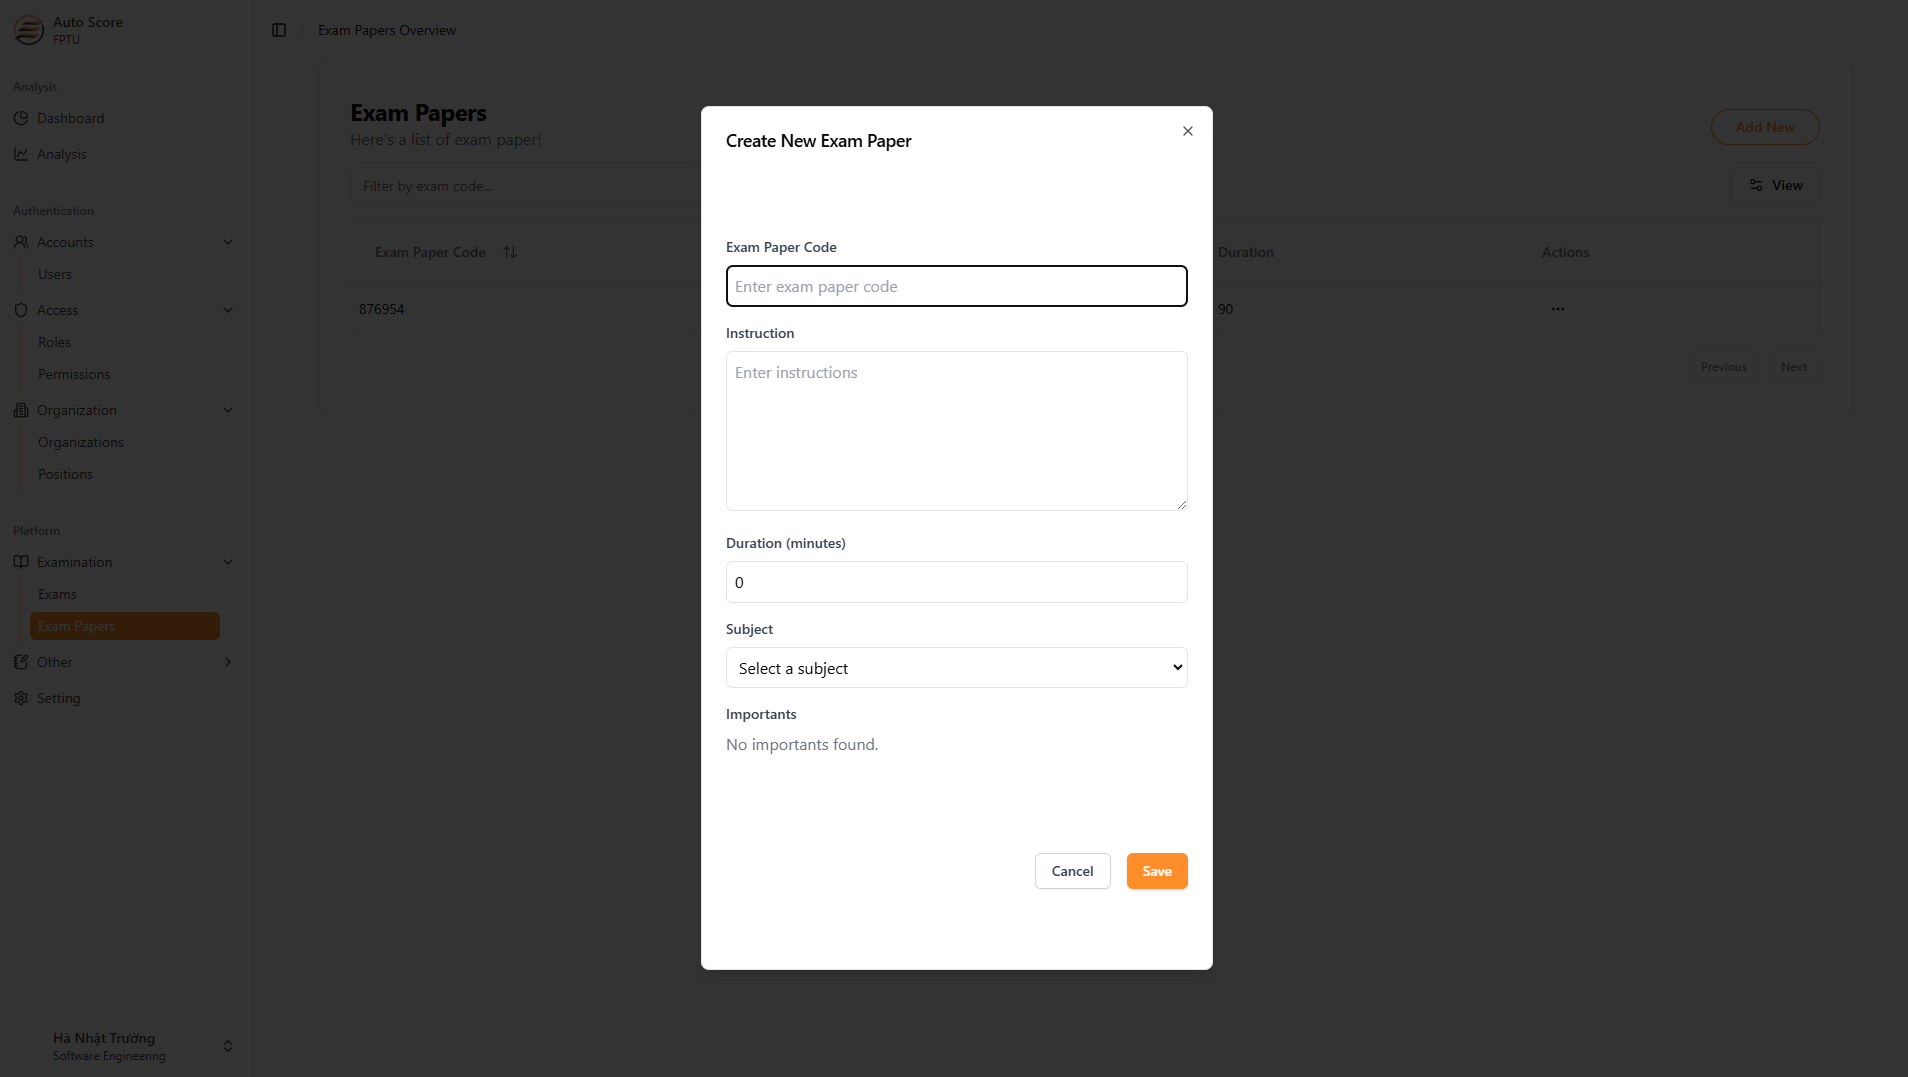 Auto Score
FPTU
Analysis
Dashboard
Analysis
Authentication
Accounts
Users
Access
Roles
Permissions
Organization
Organizations
Positions
Platform
Examination
Exams
Exam Papers
Other
Setting
Hà Nhật Trường
Software Engineering
Exam Papers Overview
Exam Papers
Here's a list of exam paper!
Add New
Filter by exam code...
View
Exam Paper Code
Duration
Actions
876954
90
Previous
Next
Create New Exam Paper
Exam Paper Code
Enter exam paper code
Instruction
Enter instructions
Duration (minutes)
0
Subject
Select a subject
Importants
No importants found.
Cancel
Save